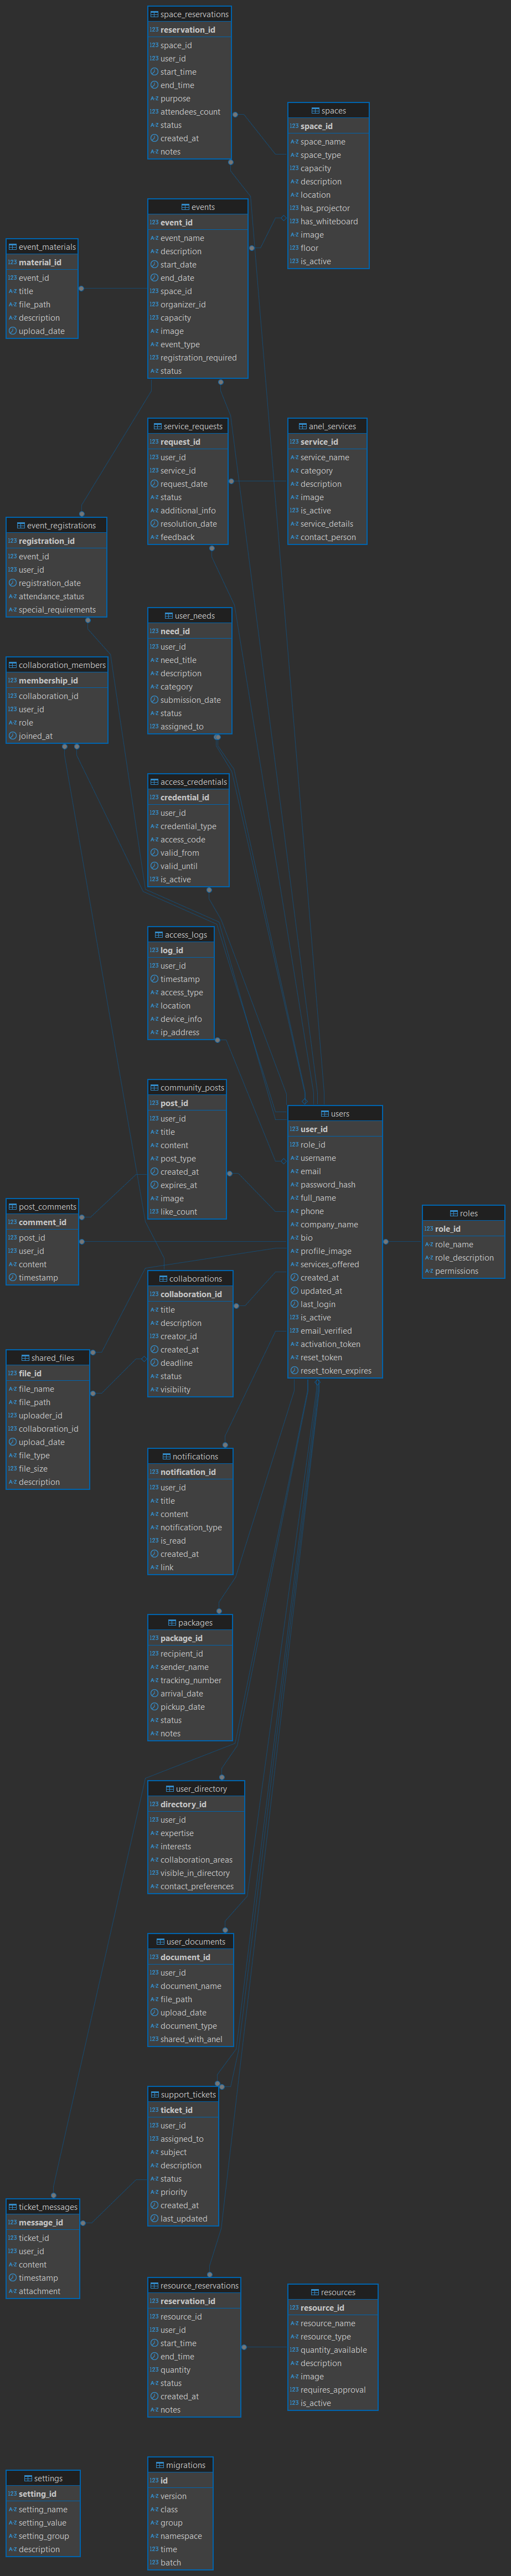 space_reservations
reservation_id
space_id
user_id
start_time
end_time
purpose
attendees_count
status
created_at
notes
spaces
space_id
space_name
space_type
capacity
description
location
has_projector
has_whiteboard
image
floor
is_active
events
event_id
event_name
description
start_date
end_date
space_id
organizer_id
capacity
image
event_type
registration_required
status
event_materials
material_id
event_id
title
file_path
description
upload_date
service_requests
request_id
user_id
service_id
request_date
status
additional_info
resolution_date
feedback
anel_services
service_id
service_name
category
description
image
is_active
service_details
contact_person
event_registrations
registration_id
event_id
user_id
registration_date
attendance_status
special_requirements
user_needs
need_id
user_id
need_title
description
category
submission_date
status
assigned_to
collaboration_members
membership_id
collaboration_id
user_id
role
joined_at
access_credentials
credential_id
user_id
credential_type
access_code
valid_from
valid_until
is_active
access_logs
log_id
user_id
timestamp
access_type
location
device_info
ip_address
community_posts
post_id
user_id
title
content
post_type
created_at
expires_at
image
like_count
users
user_id
role_id
username
email
password_hash
full_name
phone
company_name
bio
profile_image
services_offered
created_at
updated_at
last_login
is_active
email_verified
activation_token
reset_token
reset_token_expires
roles
role_id
role_name
role_description
permissions
post_comments
comment_id
post_id
user_id
content
timestamp
collaborations
collaboration_id
title
description
creator_id
created_at
deadline
status
visibility
shared_files
file_id
file_name
file_path
uploader_id
collaboration_id
upload_date
file_type
file_size
description
notifications
notification_id
user_id
title
content
notification_type
is_read
created_at
link
packages
package_id
recipient_id
sender_name
tracking_number
arrival_date
pickup_date
status
notes
user_directory
directory_id
user_id
expertise
interests
collaboration_areas
visible_in_directory
contact_preferences
user_documents
document_id
user_id
document_name
file_path
upload_date
document_type
shared_with_anel
support_tickets
ticket_id
user_id
assigned_to
subject
description
status
priority
created_at
last_updated
ticket_messages
message_id
ticket_id
user_id
content
timestamp
attachment
resource_reservations
reservation_id
resource_id
user_id
start_time
end_time
quantity
status
created_at
notes
resources
resource_id
resource_name
resource_type
quantity_available
description
image
requires_approval
is_active
settings
setting_id
setting_name
setting_value
setting_group
description
migrations
id
version
class
group
namespace
time
batch